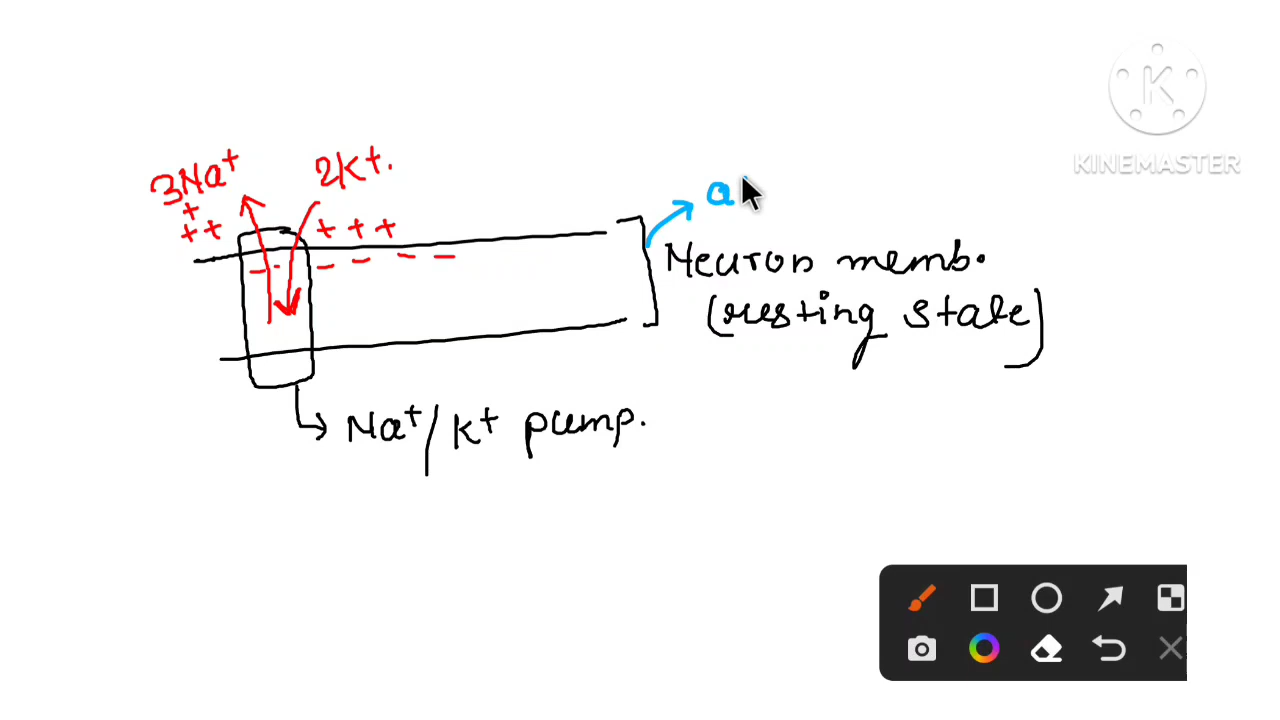 KINEMASTER
3Na+
2K+.
+
++
+ + +
- - - - - -
a
Neuron memb.
(resting state)
Na+/K+ pump.